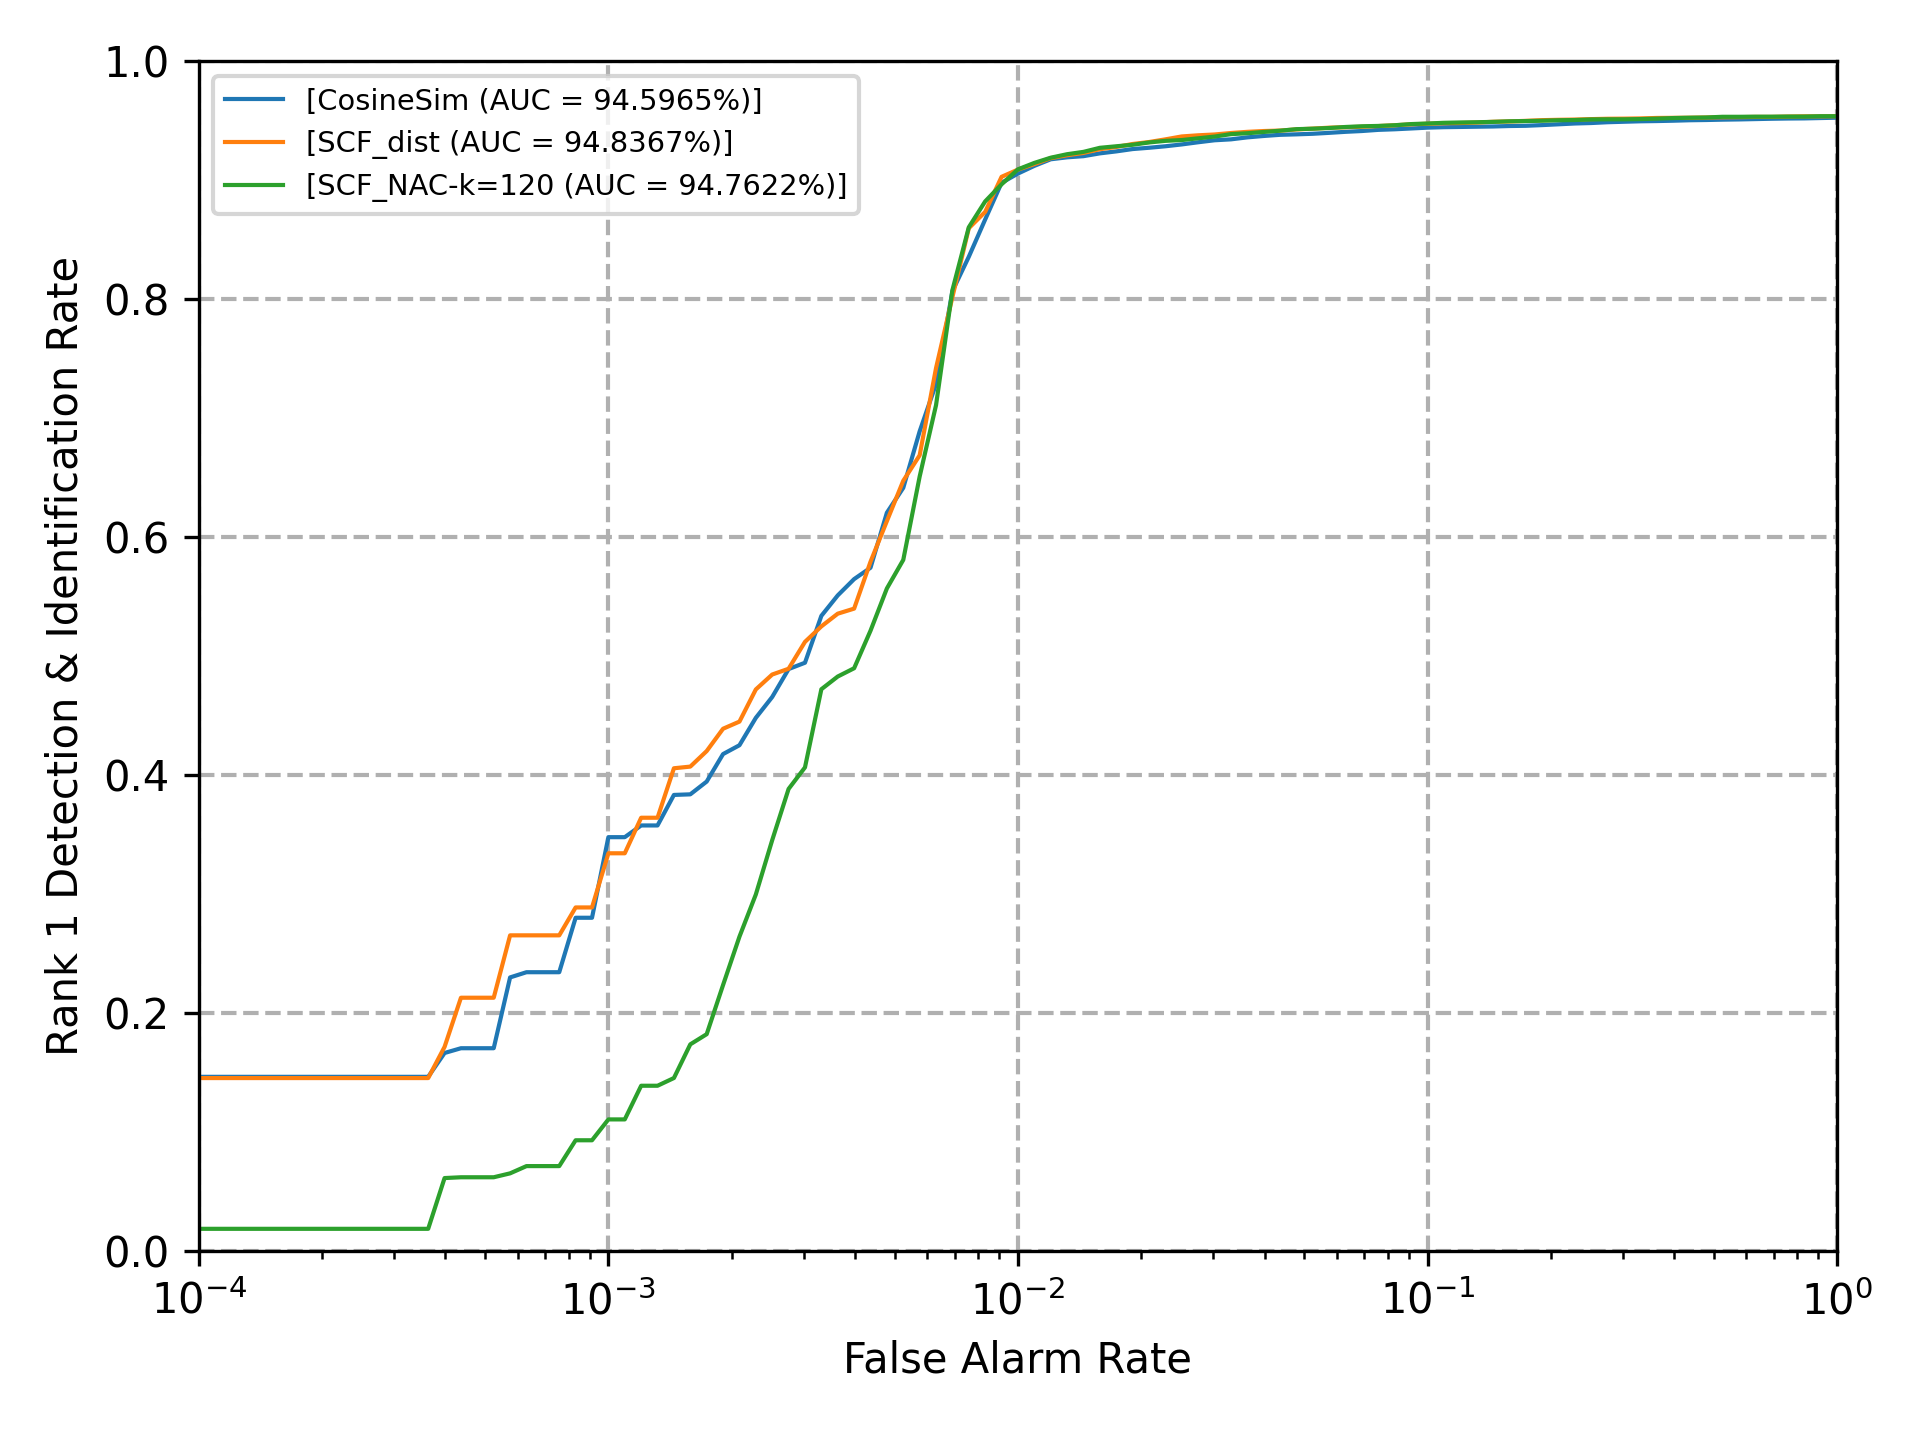 1.0
0.8
0.6
0.4
0.2
0.0
Rank 1 Detection & Identification Rate
[CosineSim (AUC = 94.5965%)]
[SCF_dist (AUC = 94.8367%)]
[SCF_NAC-k=120 (AUC = 94.7622%)]
10⁻⁴ 10⁻³ 10⁻² 10⁻¹ 10⁰
False Alarm Rate